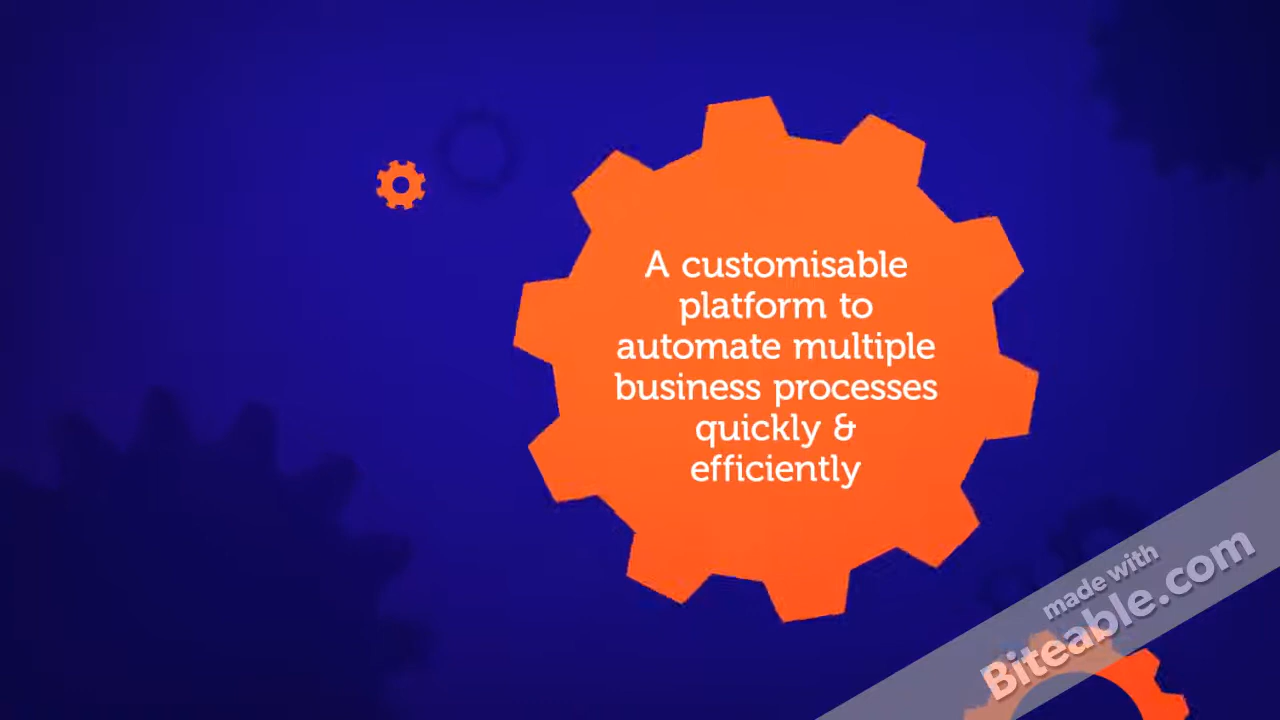 A customisable
platform to
automate multiple
business processes
quickly &
efficiently
made with
Biteable.com